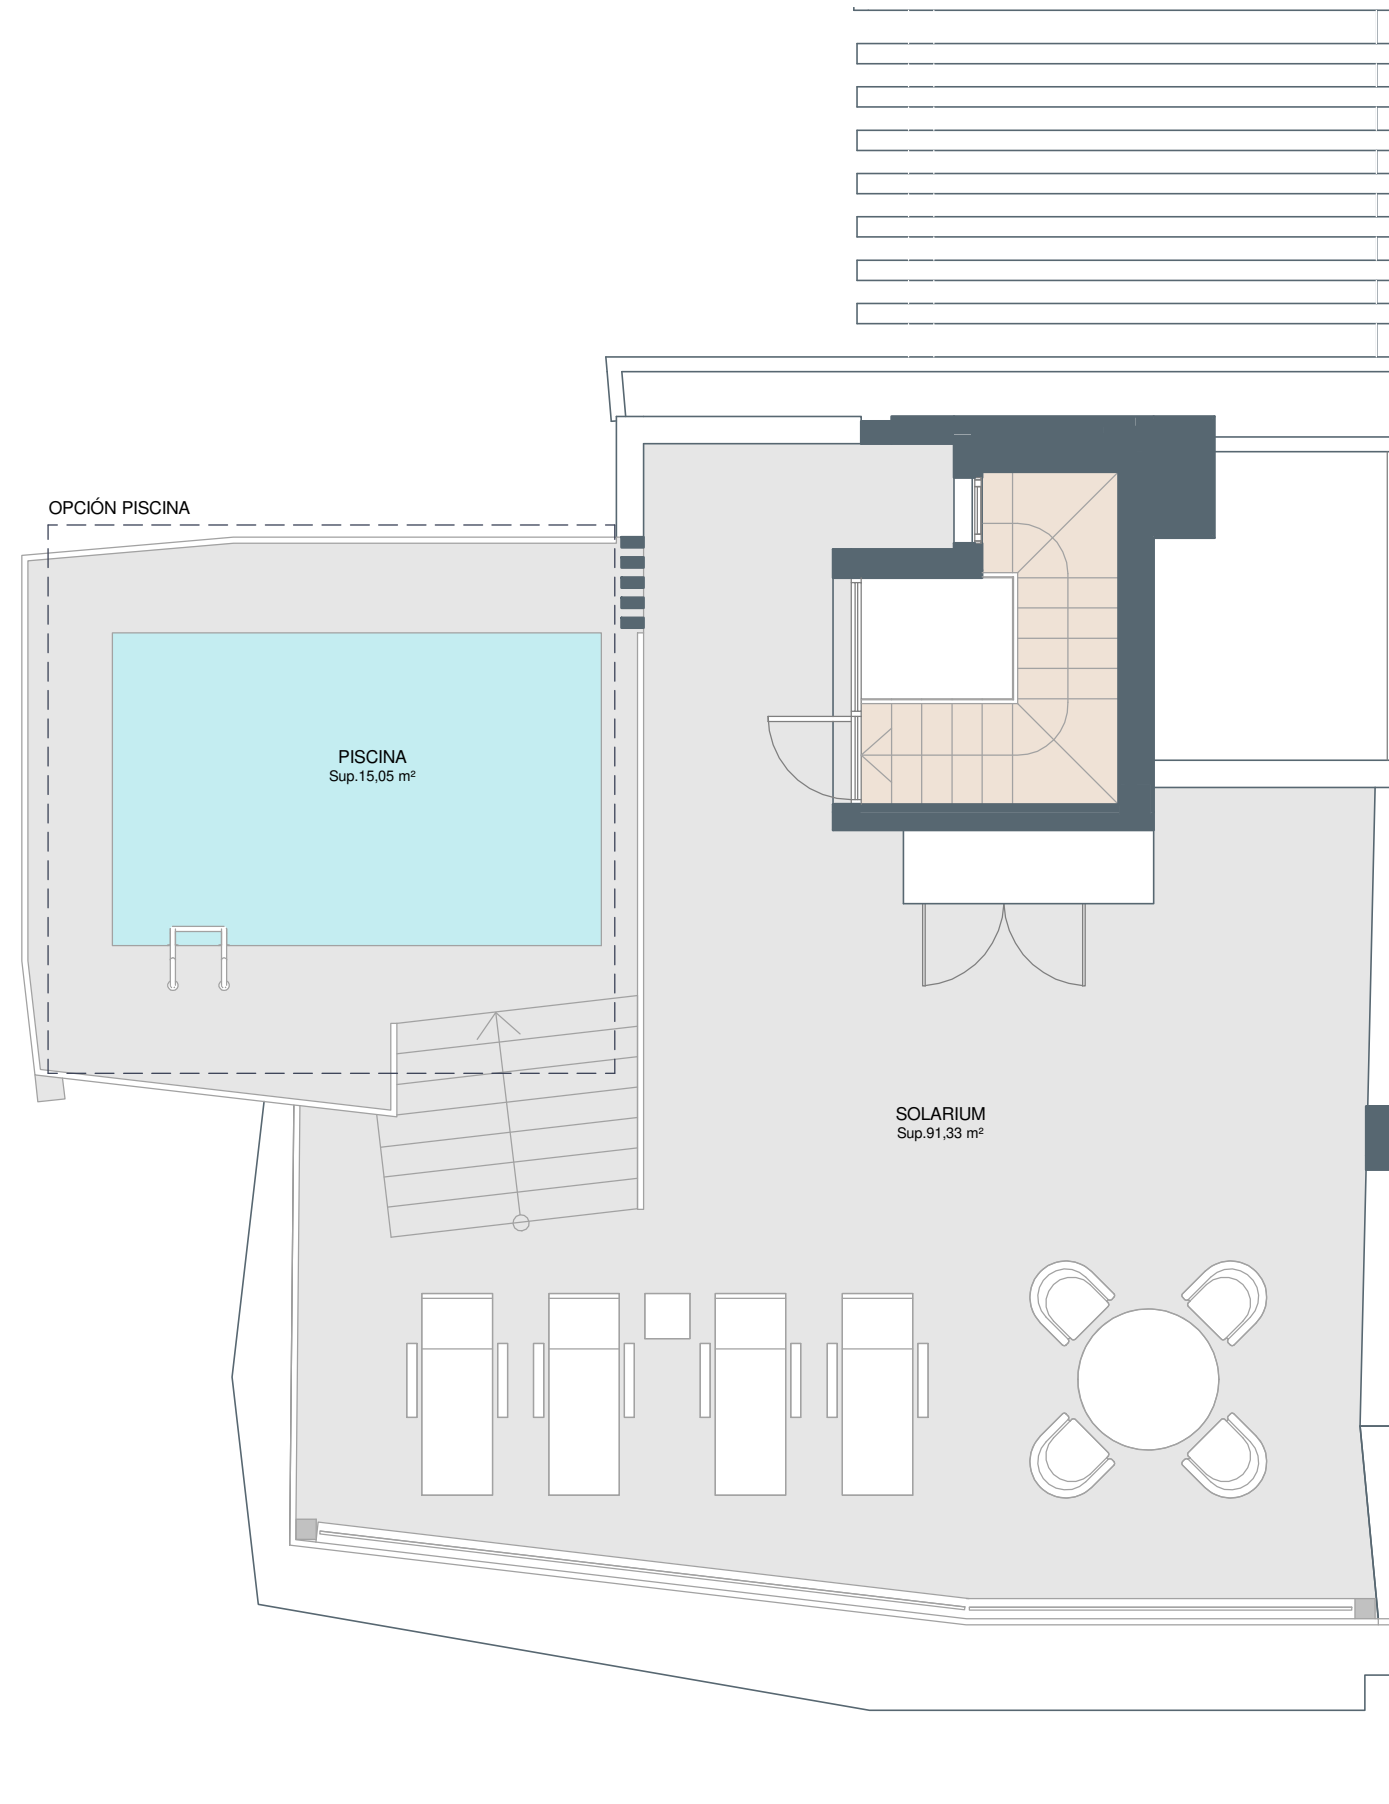 OPCIÓN PISCINA
PISCINA
Sup.15,05 m²
SOLARIUM
Sup.91,33 m²